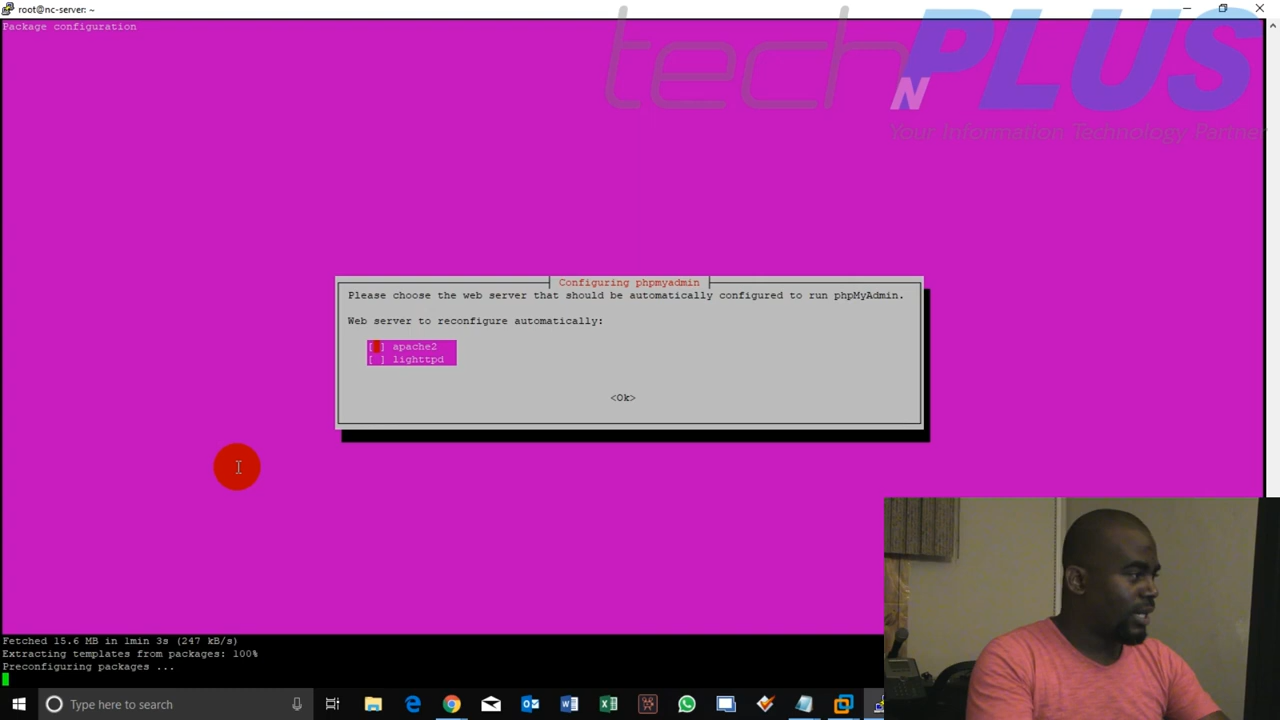 root@nc-server: ~
Package configuration
tech
N PLUS
Your Information Technology Partner
Configuring phpmyadmin
Please choose the web server that should be automatically configured to run phpMyAdmin.
Web server to reconfigure automatically:
[ ] apache2
[ ] lighttpd
<Ok>
Fetched 15.6 MB in 1min 3s (247 kB/s)
Extracting templates from packages: 100%
Preconfiguring packages ...
Type here to search